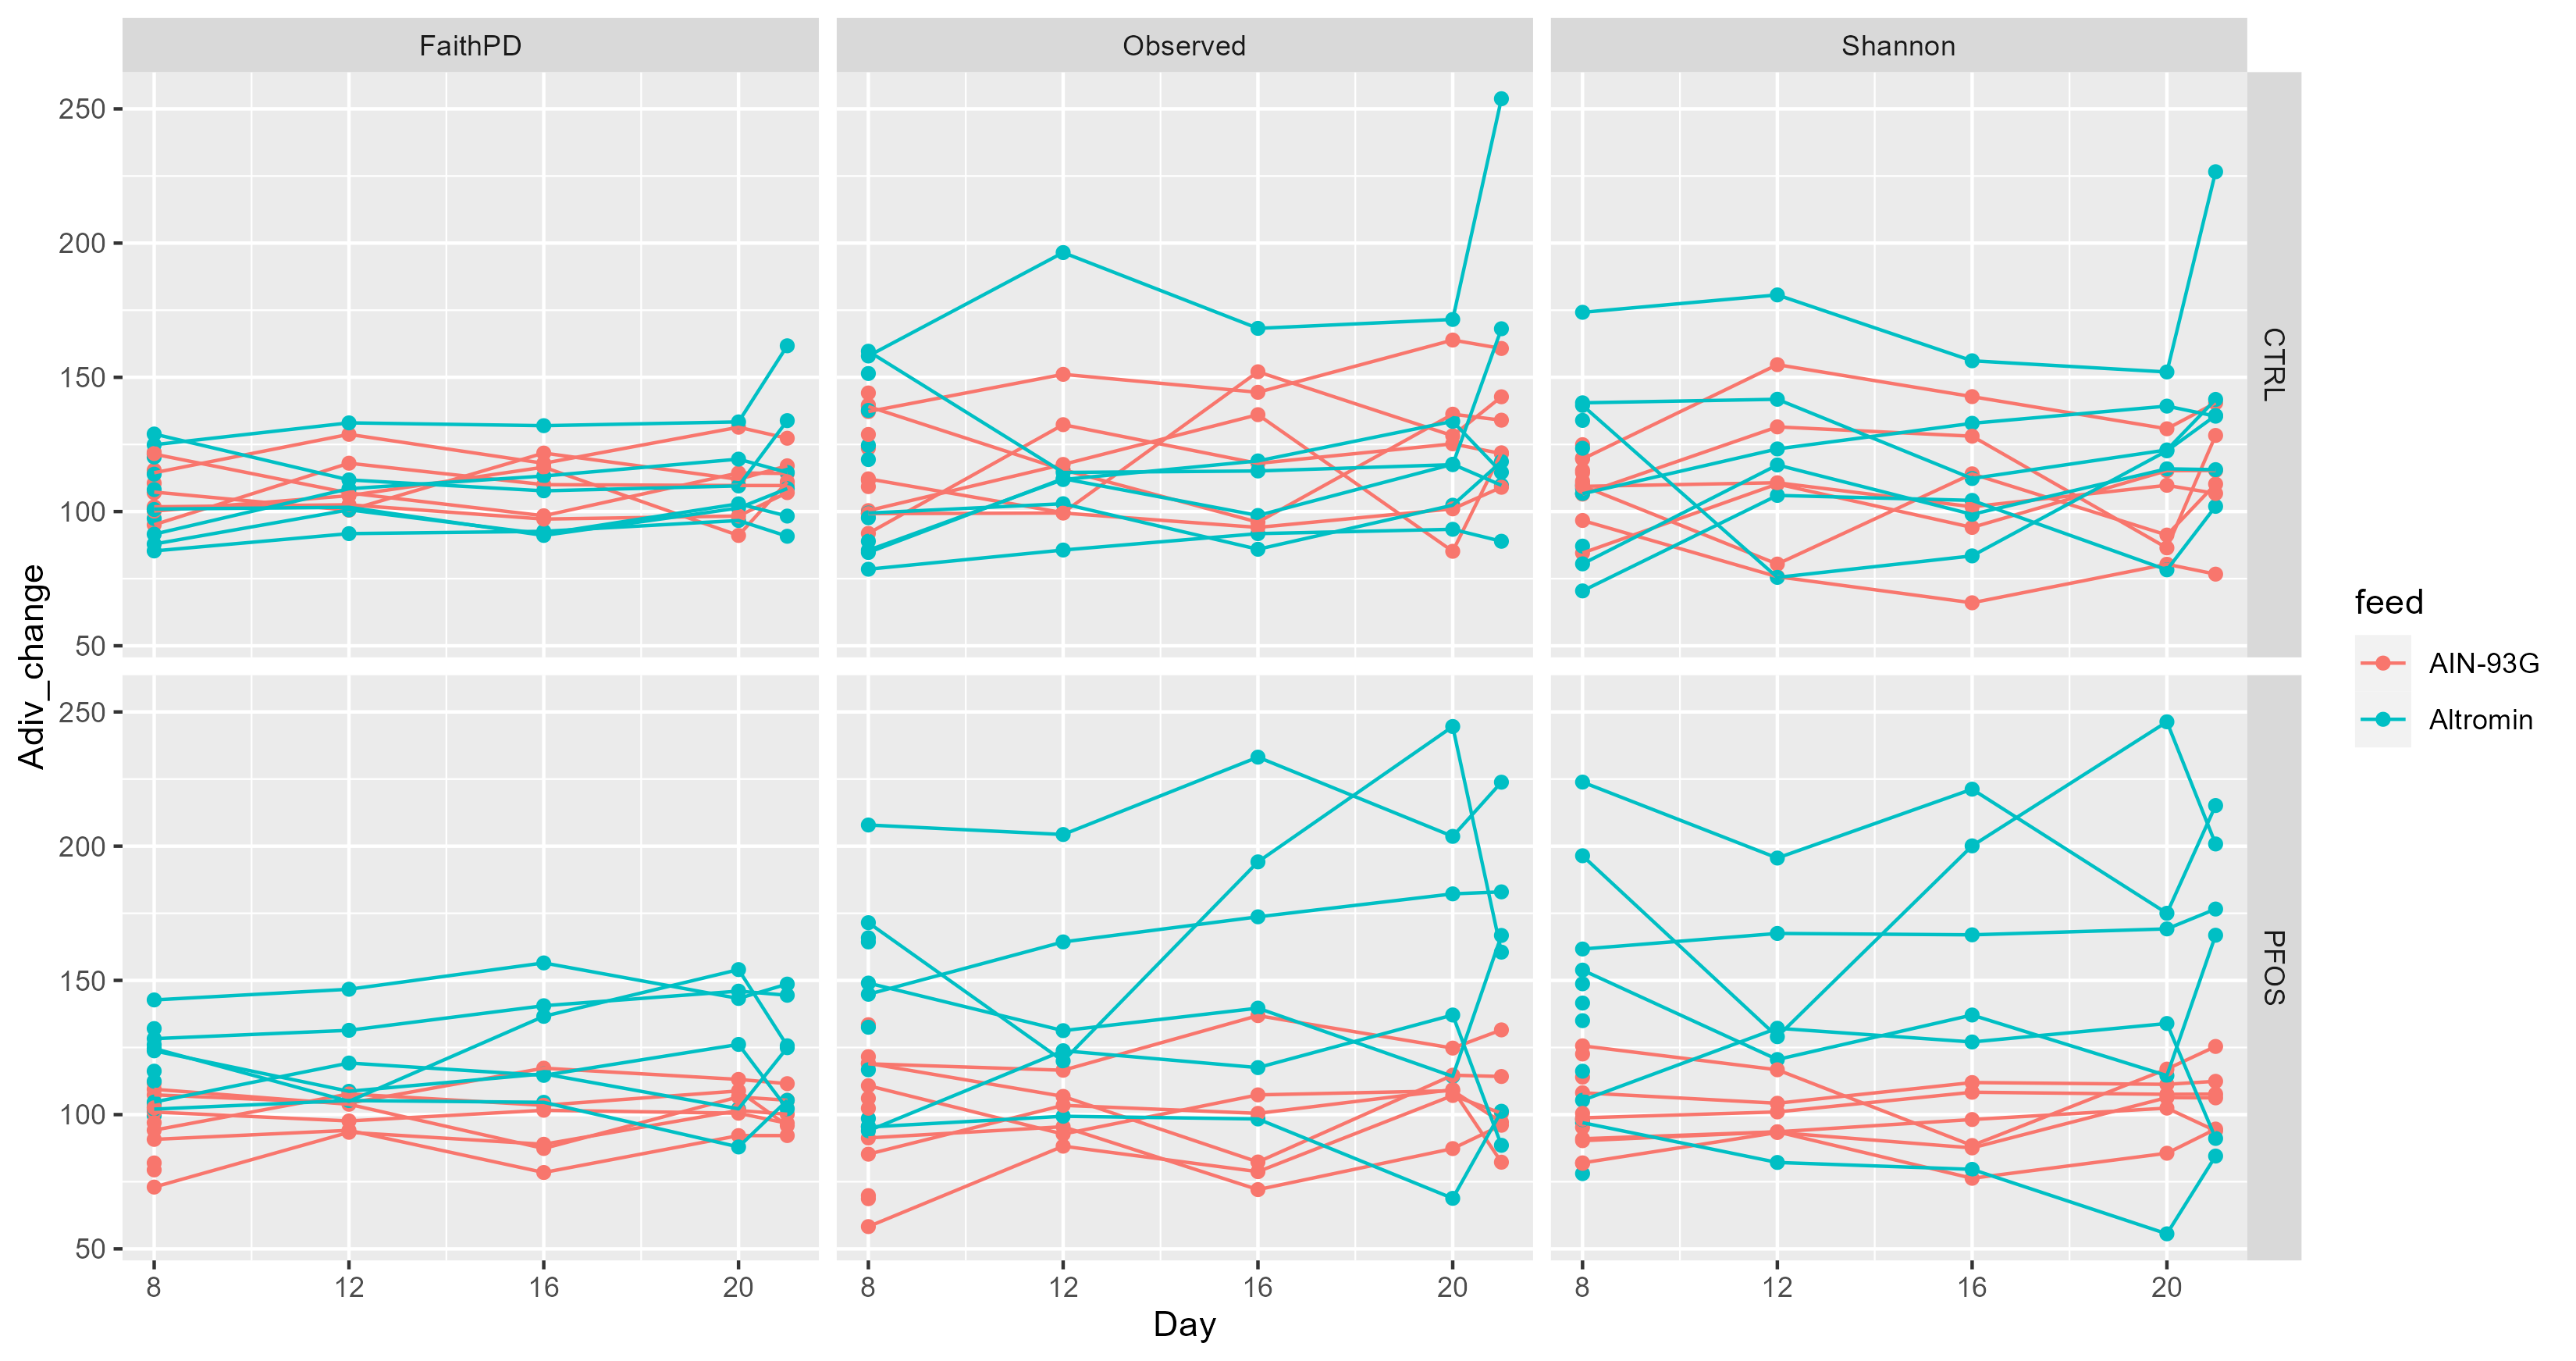 FaithPD Observed Shannon
250
200
150
100
50
CTRL
250
200
150
100
50
PFOS
8 12 16 20 8 12 16 20 8 12 16 20
Day
Adiv_change
feed
AIN-93G
Altromin